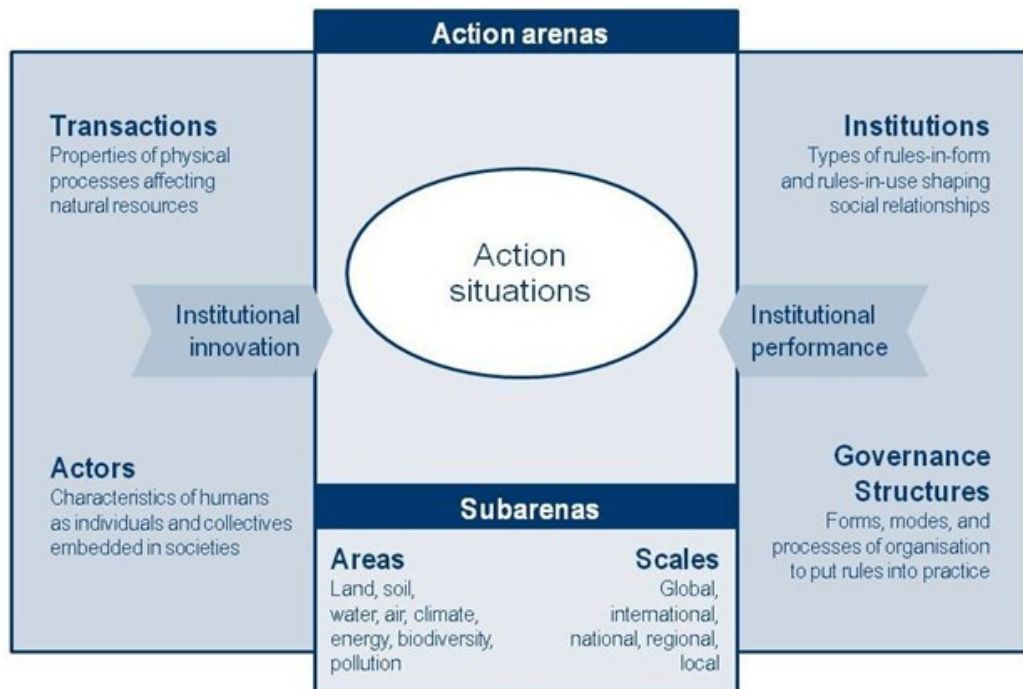 Action arenas
Transactions
Properties of physical
processes affecting
natural resources
Institutional
innovation
Actors
Characteristics of humans
as individuals and collectives
embedded in societies
Action
situations
Subarenas
Areas
Land, soil,
water, air, climate,
energy, biodiversity,
pollution
Scales
Global,
international,
national, regional,
local
Institutions
Types of rules-in-form
and rules-in-use shaping
social relationships
Institutional
performance
Governance
Structures
Forms, modes, and
processes of organisation
to put rules into practice